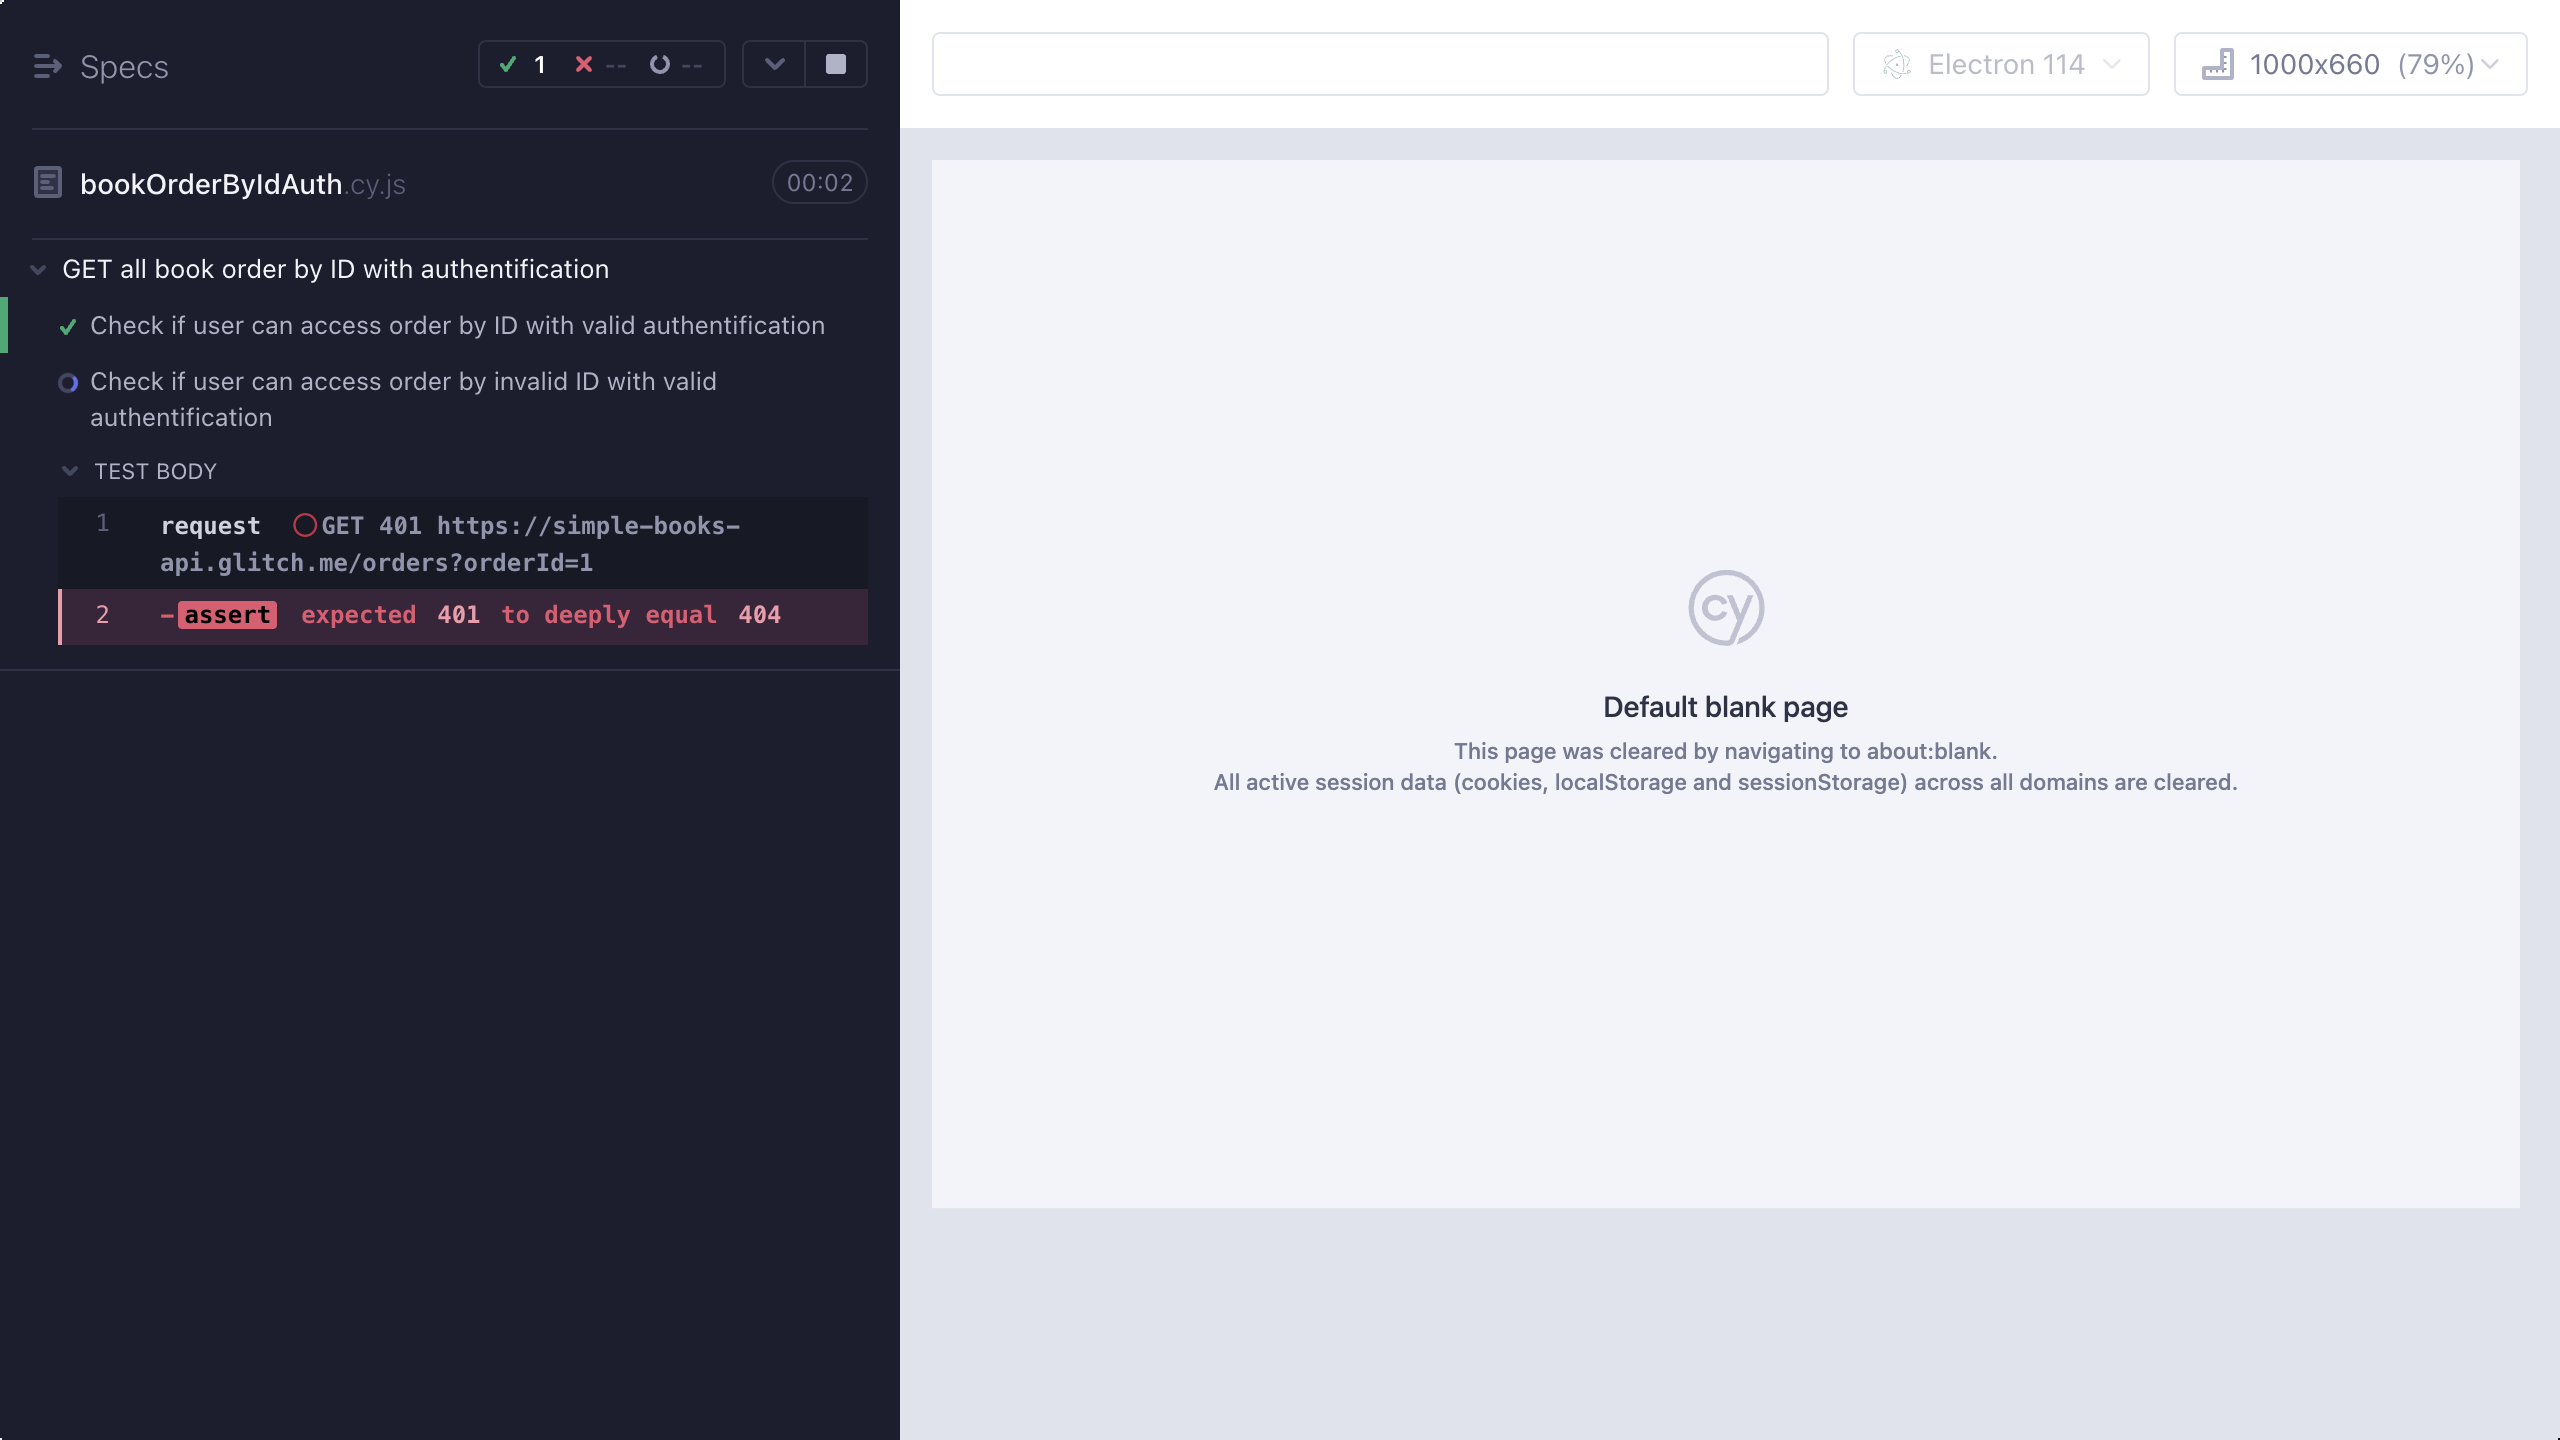 Specs
1 -- --
bookOrderByIdAuth.cy.js
00:02
GET all book order by ID with authentification
Check if user can access order by ID with valid authentification
Check if user can access order by invalid ID with valid
authentification
TEST BODY
1 request GET 401 https://simple-books-
api.glitch.me/orders?orderId=1
2 -assert expected 401 to deeply equal 404
Electron 114
1000x660 (79%)
cy
Default blank page
This page was cleared by navigating to about:blank.
All active session data (cookies, localStorage and sessionStorage) across all domains are cleared.